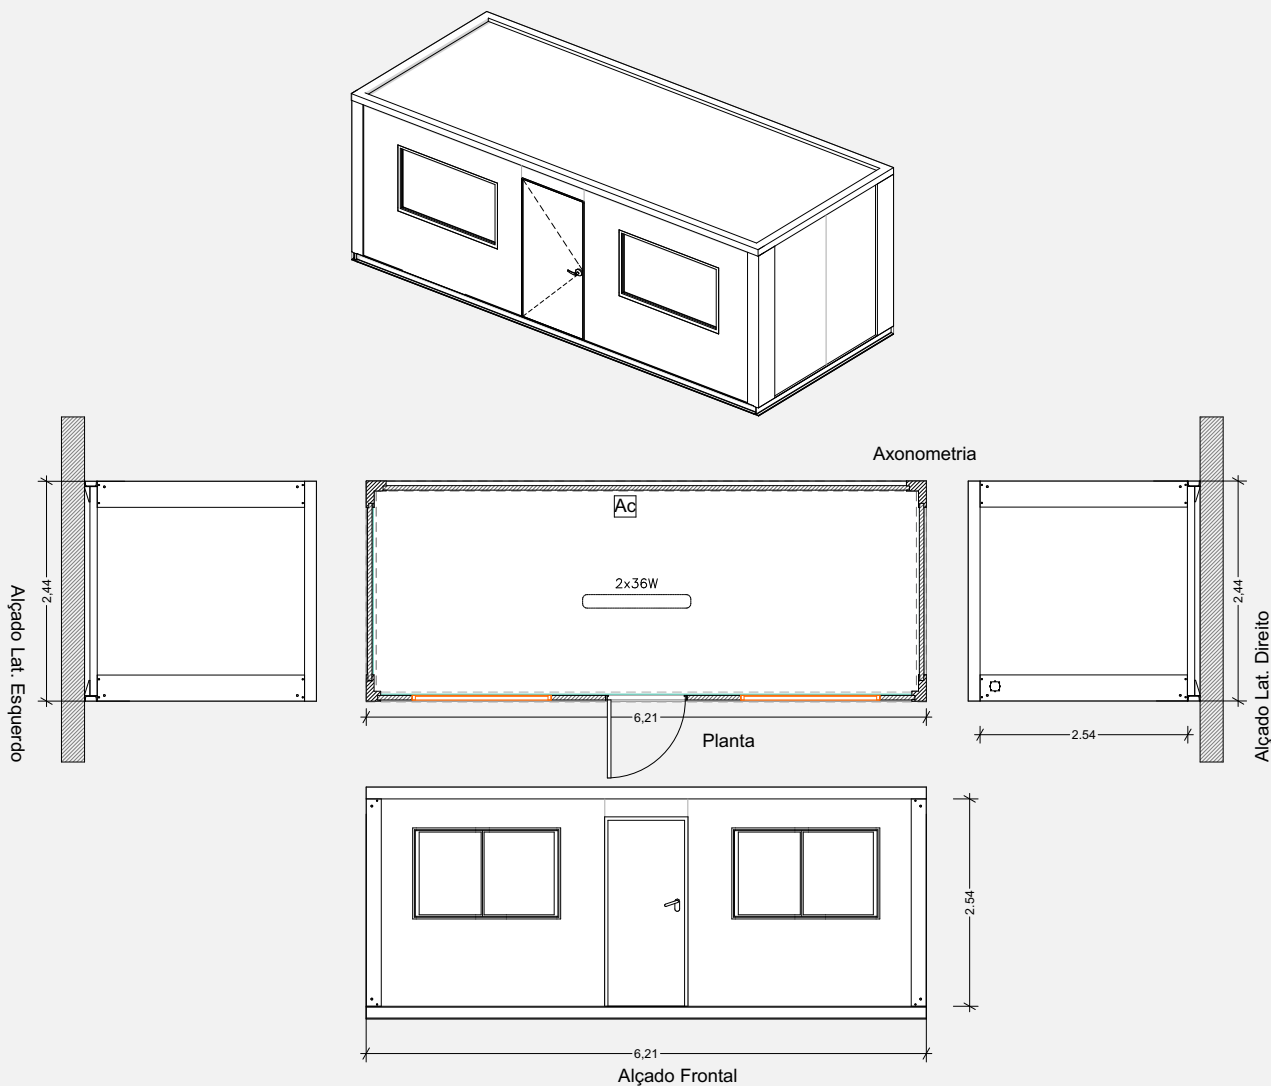 Axonometria
Alçado Lat. Esquerdo
2,44
Ac
2x36W
6,21
Planta
2.54
2,44
Alçado Lat. Direito
2.54
6,21
Alçado Frontal